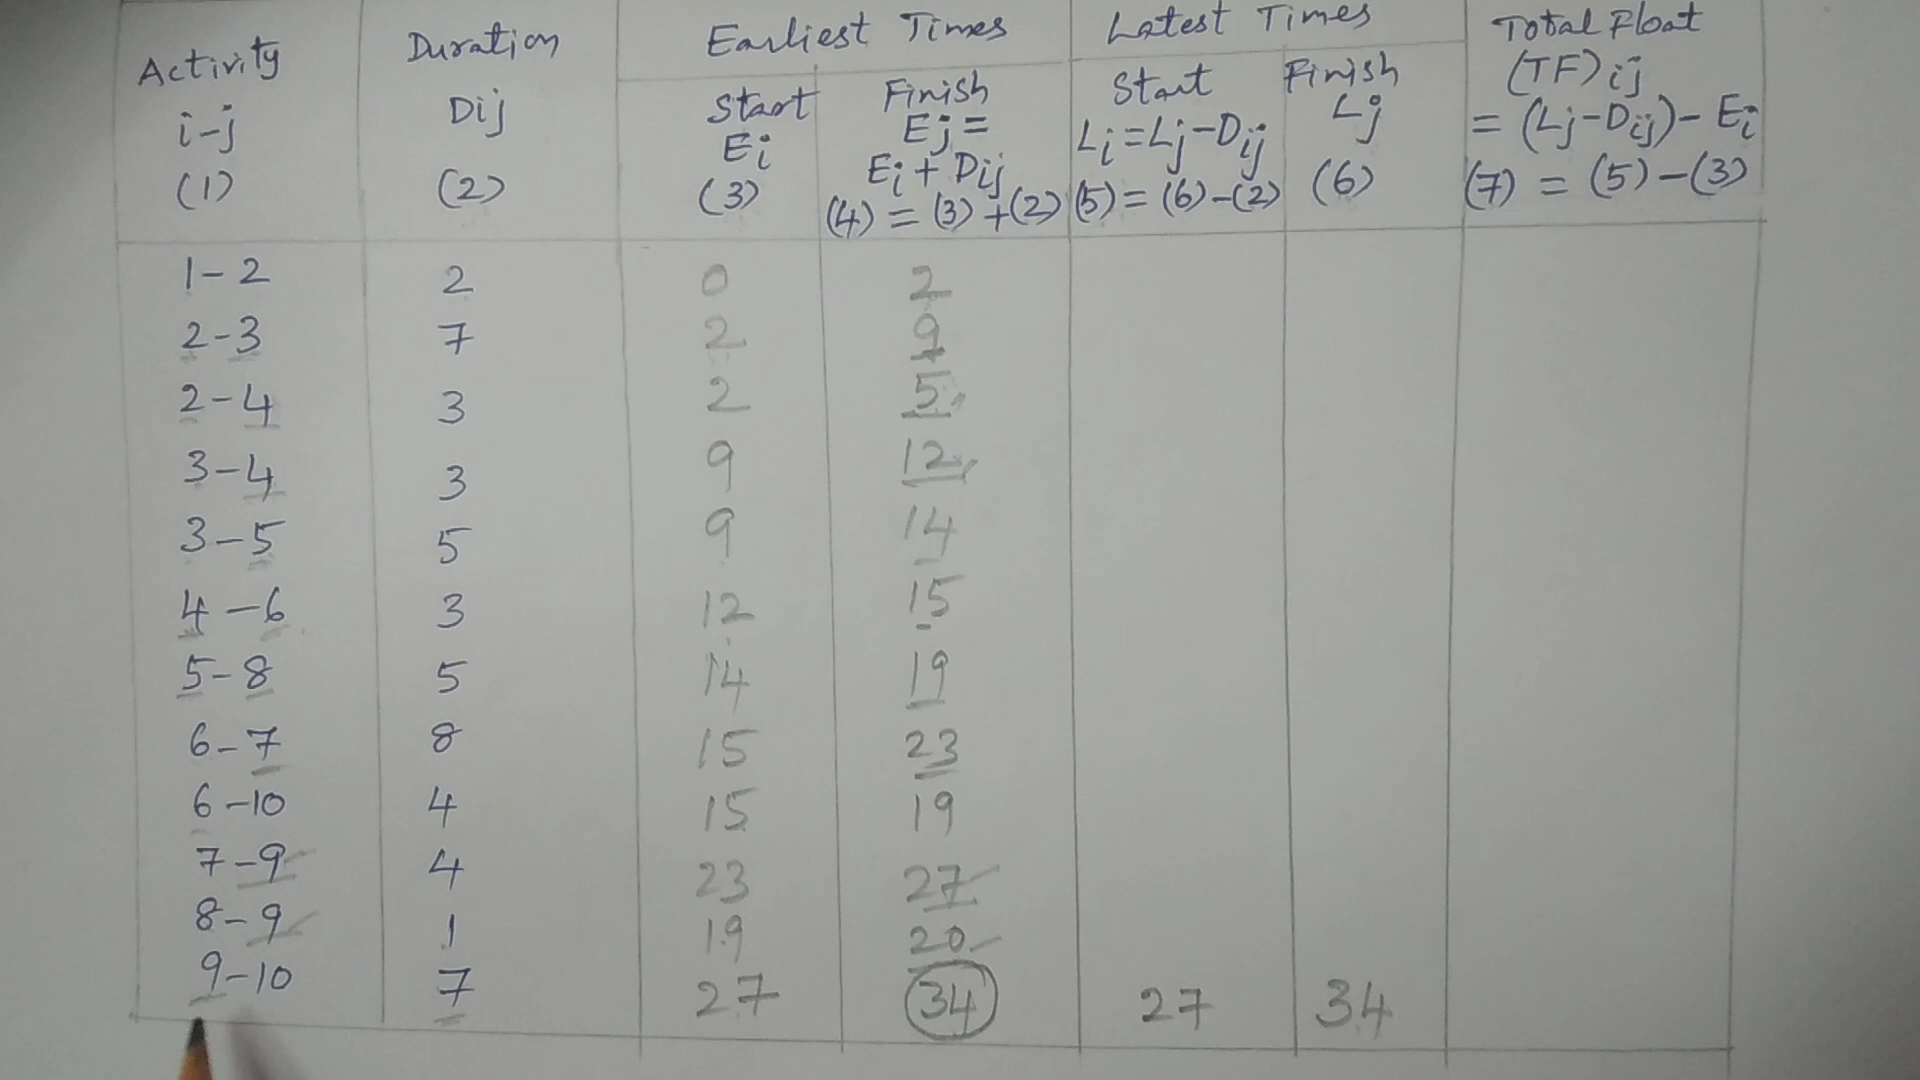 Activity Duration Earliest Times Latest Times Total Float
i-j Dij Start Finish Start Finish (TF)ij
Ei Ej = Li=Lj-Dij Lj = (Lj-Dij)-Ei
Ei + Dij
(1) (2) (3) (4) = (3)+(2) (5)=(6)-(2) (6) (7) = (5)-(3)
1-2 2 0 2
2-3 7 2 9
2-4 3 2 5
3-4 3 9 12
3-5 5 9 14
4-6 3 12 15
5-8 5 14 19
6-7 8 15 23
6-10 4 15 19
7-9 4 23 27
8-9 1 19 20
9-10 7 27 34 27 34